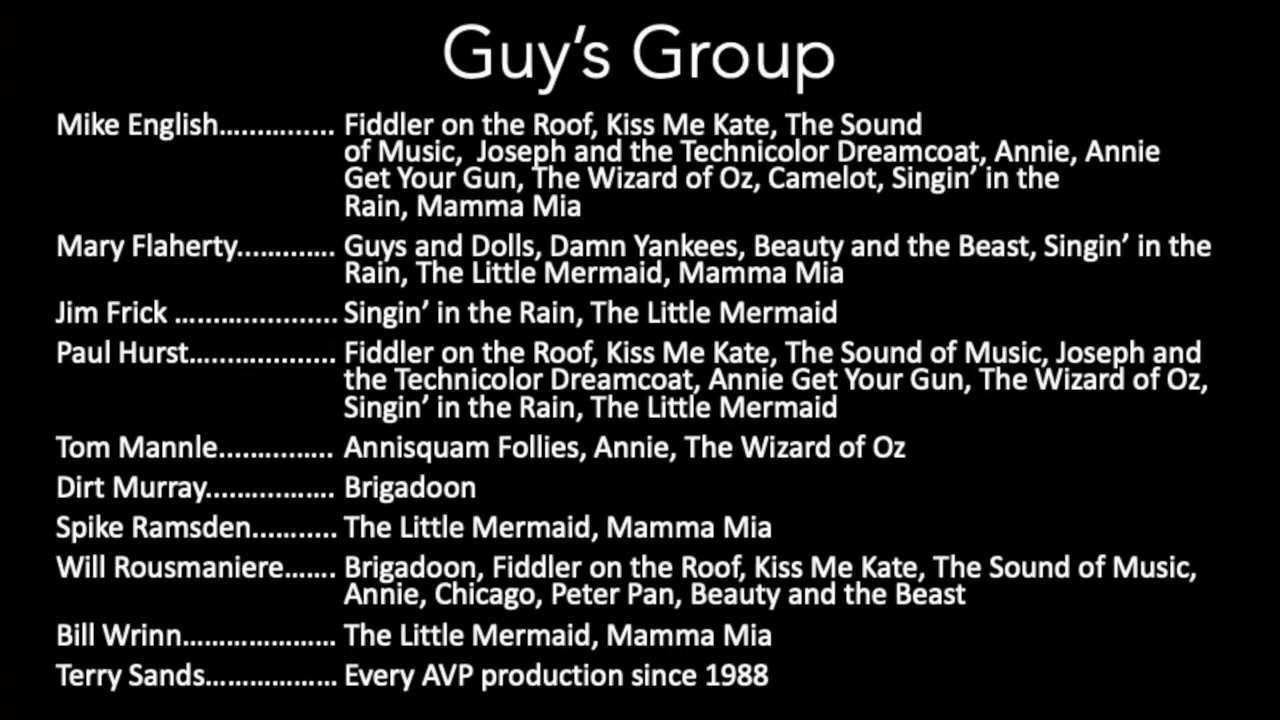 Guy’s Group
Mike English............... Fiddler on the Roof, Kiss Me Kate, The Sound
of Music,  Joseph and the Technicolor Dreamcoat, Annie, Annie
Get Your Gun, The Wizard of Oz, Camelot, Singin’ in the
Rain, Mamma Mia
Mary Flaherty............. Guys and Dolls, Damn Yankees, Beauty and the Beast, Singin’ in the
Rain, The Little Mermaid, Mamma Mia
Jim Frick ..................... Singin’ in the Rain, The Little Mermaid
Paul Hurst................... Fiddler on the Roof, Kiss Me Kate, The Sound of Music, Joseph and
the Technicolor Dreamcoat, Annie Get Your Gun, The Wizard of Oz,
Singin’ in the Rain, The Little Mermaid
Tom Mannle............... Annisquam Follies, Annie, The Wizard of Oz
Dirt Murray................. Brigadoon
Spike Ramsden........... The Little Mermaid, Mamma Mia
Will Rousmaniere....... Brigadoon, Fiddler on the Roof, Kiss Me Kate, The Sound of Music,
Annie, Chicago, Peter Pan, Beauty and the Beast
Bill Wrinn..................... The Little Mermaid, Mamma Mia
Terry Sands.................. Every AVP production since 1988